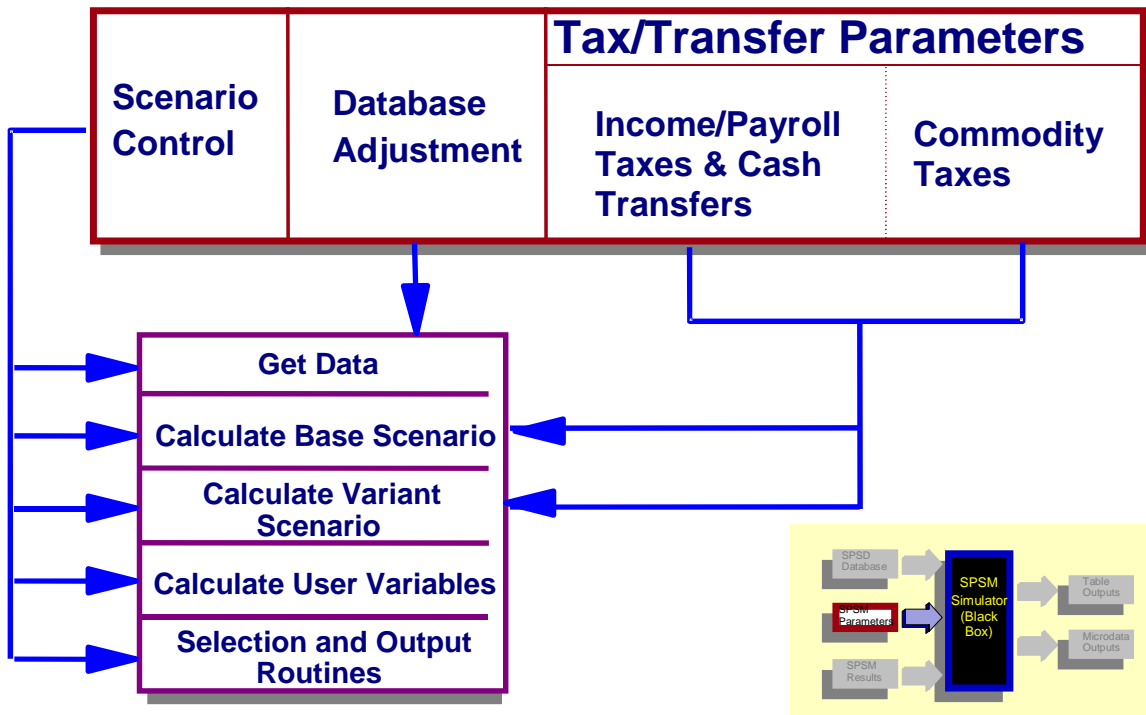 Tax/Transfer Parameters
Scenario
Control
Database
Adjustment
Income/Payroll
Taxes & Cash
Transfers
Commodity
Taxes
Get Data
Calculate Base Scenario
Calculate Variant
Scenario
Calculate User Variables
Selection and Output
Routines
SPSD
Database
SPSM
Parameters
SPSM
Results
SPSM
Simulator
(Black
Box)
Table
Outputs
Microdata
Outputs